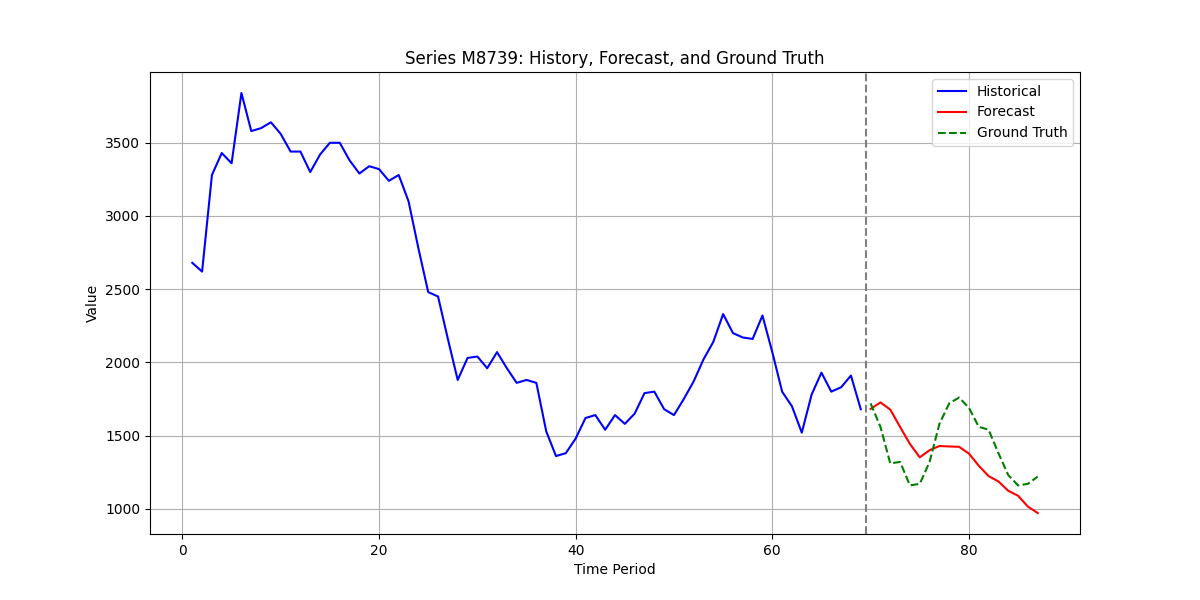 Series M8739: History, Forecast, and Ground Truth
Historical
Forecast
Ground Truth
3500
3000
2500
2000
1500
1000
Value
0 20 40 60 80
Time Period